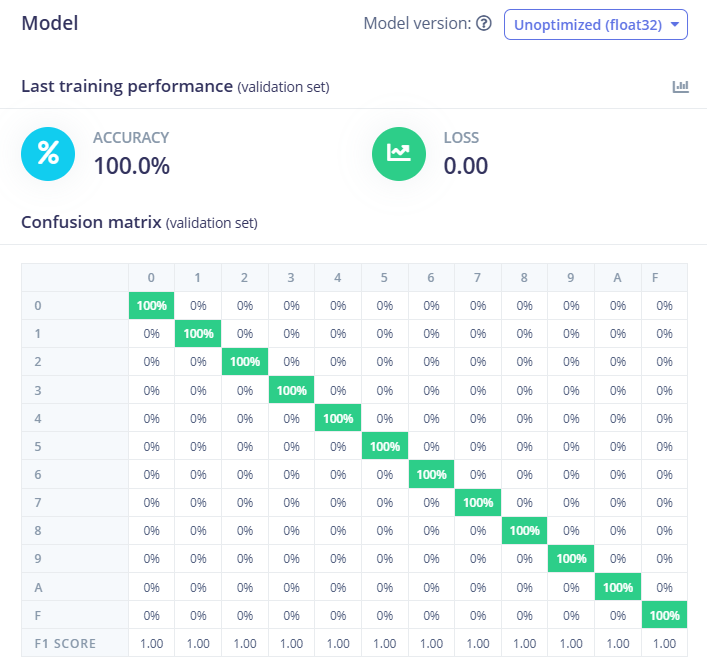 Model
Model version: Unoptimized (float32)
Last training performance (validation set)
% ACCURACY 100.0%
LOSS 0.00
Confusion matrix (validation set)
0 1 2 3 4 5 6 7 8 9 A F
0 100% 0% 0% 0% 0% 0% 0% 0% 0% 0% 0% 0%
1 0% 100% 0% 0% 0% 0% 0% 0% 0% 0% 0% 0%
2 0% 0% 100% 0% 0% 0% 0% 0% 0% 0% 0% 0%
3 0% 0% 0% 100% 0% 0% 0% 0% 0% 0% 0% 0%
4 0% 0% 0% 0% 100% 0% 0% 0% 0% 0% 0% 0%
5 0% 0% 0% 0% 0% 100% 0% 0% 0% 0% 0% 0%
6 0% 0% 0% 0% 0% 0% 100% 0% 0% 0% 0% 0%
7 0% 0% 0% 0% 0% 0% 0% 100% 0% 0% 0% 0%
8 0% 0% 0% 0% 0% 0% 0% 0% 100% 0% 0% 0%
9 0% 0% 0% 0% 0% 0% 0% 0% 0% 100% 0% 0%
A 0% 0% 0% 0% 0% 0% 0% 0% 0% 0% 100% 0%
F 0% 0% 0% 0% 0% 0% 0% 0% 0% 0% 0% 100%
F1 SCORE 1.00 1.00 1.00 1.00 1.00 1.00 1.00 1.00 1.00 1.00 1.00 1.00